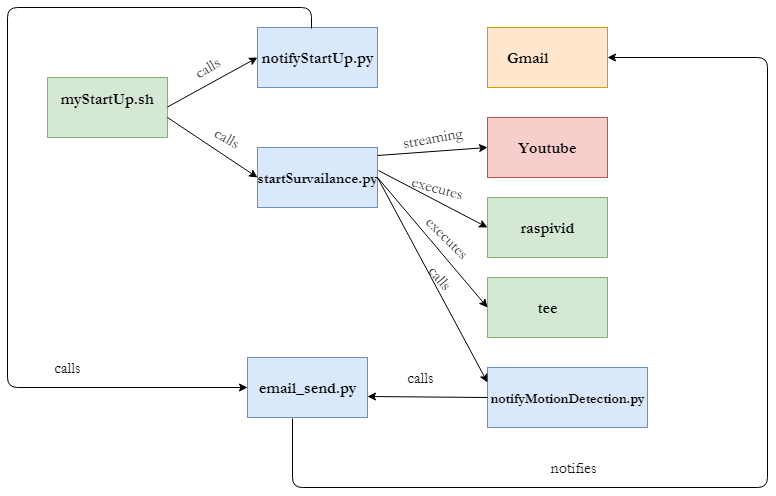 notifyStartUp.py
Gmail
calls
myStartUp.sh
calls
streaming
Youtube
startSurvailance.py
executes
raspivid
executes
calls
tee
calls
calls
email_send.py
notifyMotionDetection.py
notifies